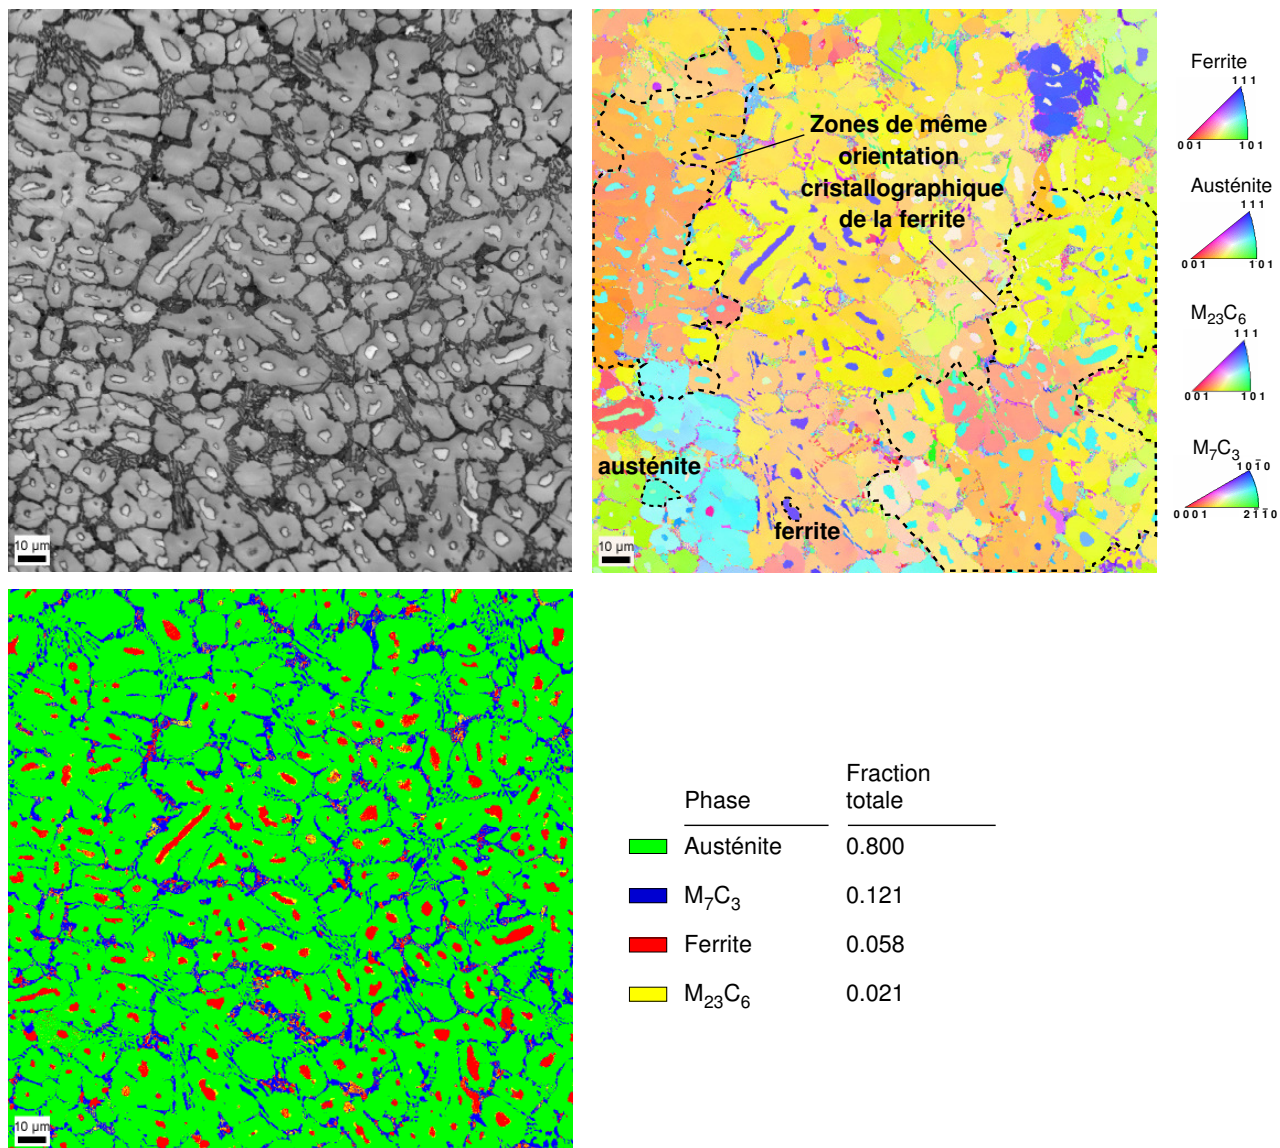 Zones de même
orientation
cristallographique
de la ferrite
austénite
ferrite
10 µm
10 µm
Ferrite
1 1 1
0 0 1
1 0 1
Austénite
1 1 1
0 0 1
1 0 1
M23C6
1 1 1
0 0 1
1 0 1
M7C3
1 0 1̄ 0
0 0 0 1
2 1̄ 1̄ 0
10 µm
Phase
Fraction
totale
Austénite 0.800
M7C3 0.121
Ferrite 0.058
M23C6 0.021